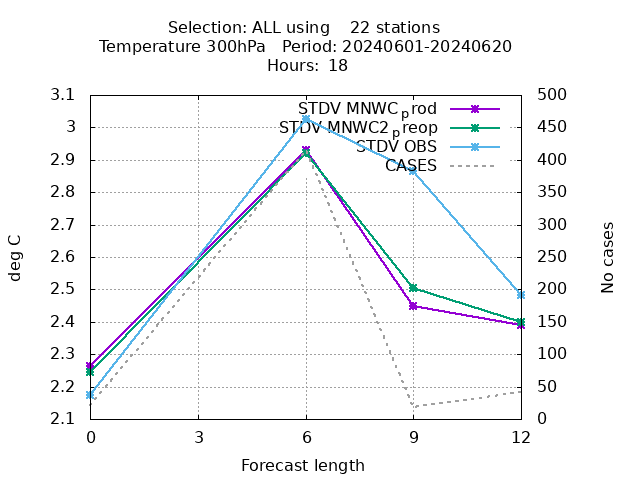 Selection: ALL using 22 stations
Temperature 300hPa Period: 20240601-20240620
Hours: 18
3.1
3
2.9
2.8
2.7
2.6
2.5
2.4
2.3
2.2
2.1
deg C
STDV MNWC_prod
STDV MNWC2_preop
STDV OBS
CASES
500
450
400
350
300
250
200
150
100
50
0
No cases
0 3 6 9 12
Forecast length